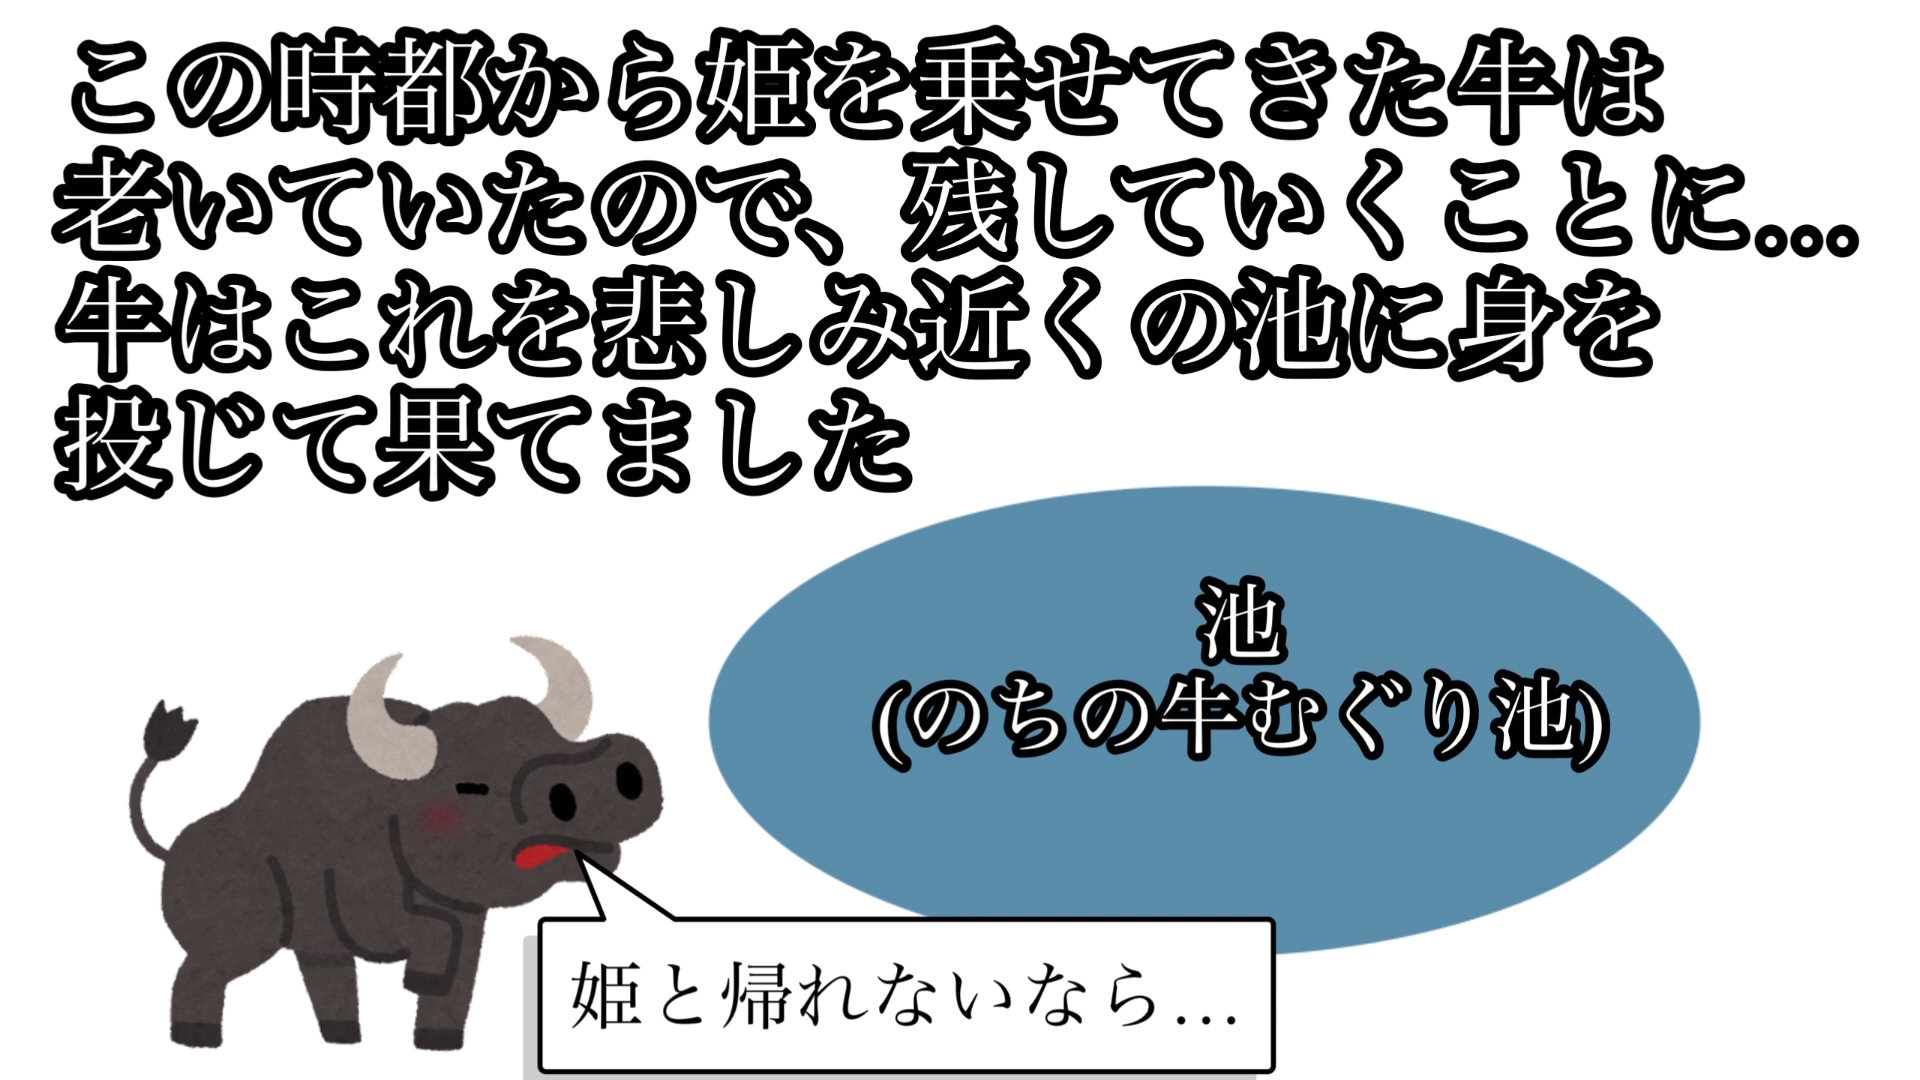 この時都から姫を乗せてきた牛は
老いていたので、残していくことに...
牛はこれを悲しみ近くの池に身を
投じて果てました
池
(のちの牛むぐり池)
姫と帰れないなら...